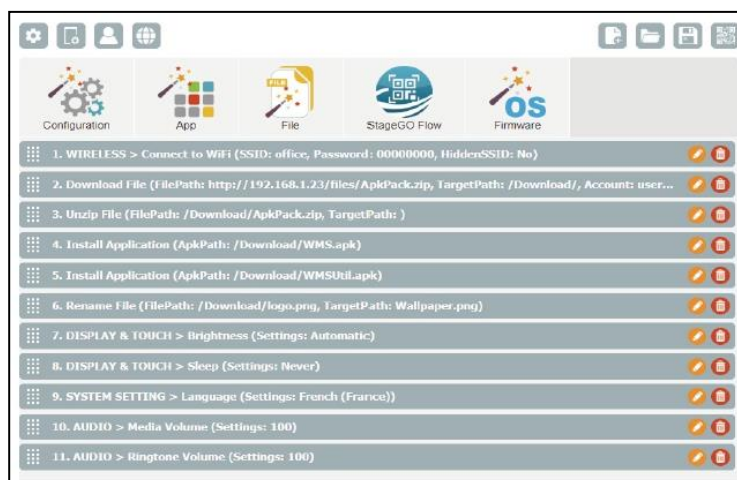 Configuration
App
FILE
File
StageGO Flow
OS
Firmware
1. WIRELESS > Connect to WiFi (SSID: office, Password: 00000000, HiddenSSID: No)
2. Download File (FilePath: http://192.168.1.23/files/ApkPack.zip, TargetPath: /Download/, Account: user...
3. Unzip File (FilePath: /Download/ApkPack.zip, TargetPath: )
4. Install Application (ApkPath: /Download/WMS.apk)
5. Install Application (ApkPath: /Download/WMSUtil.apk)
6. Rename File (FilePath: /Download/logo.png, TargetPath: Wallpaper.png)
7. DISPLAY & TOUCH > Brightness (Settings: Automatic)
8. DISPLAY & TOUCH > Sleep (Settings: Never)
9. SYSTEM SETTING > Language (Settings: French (France))
10. AUDIO > Media Volume (Settings: 100)
11. AUDIO > Ringtone Volume (Settings: 100)